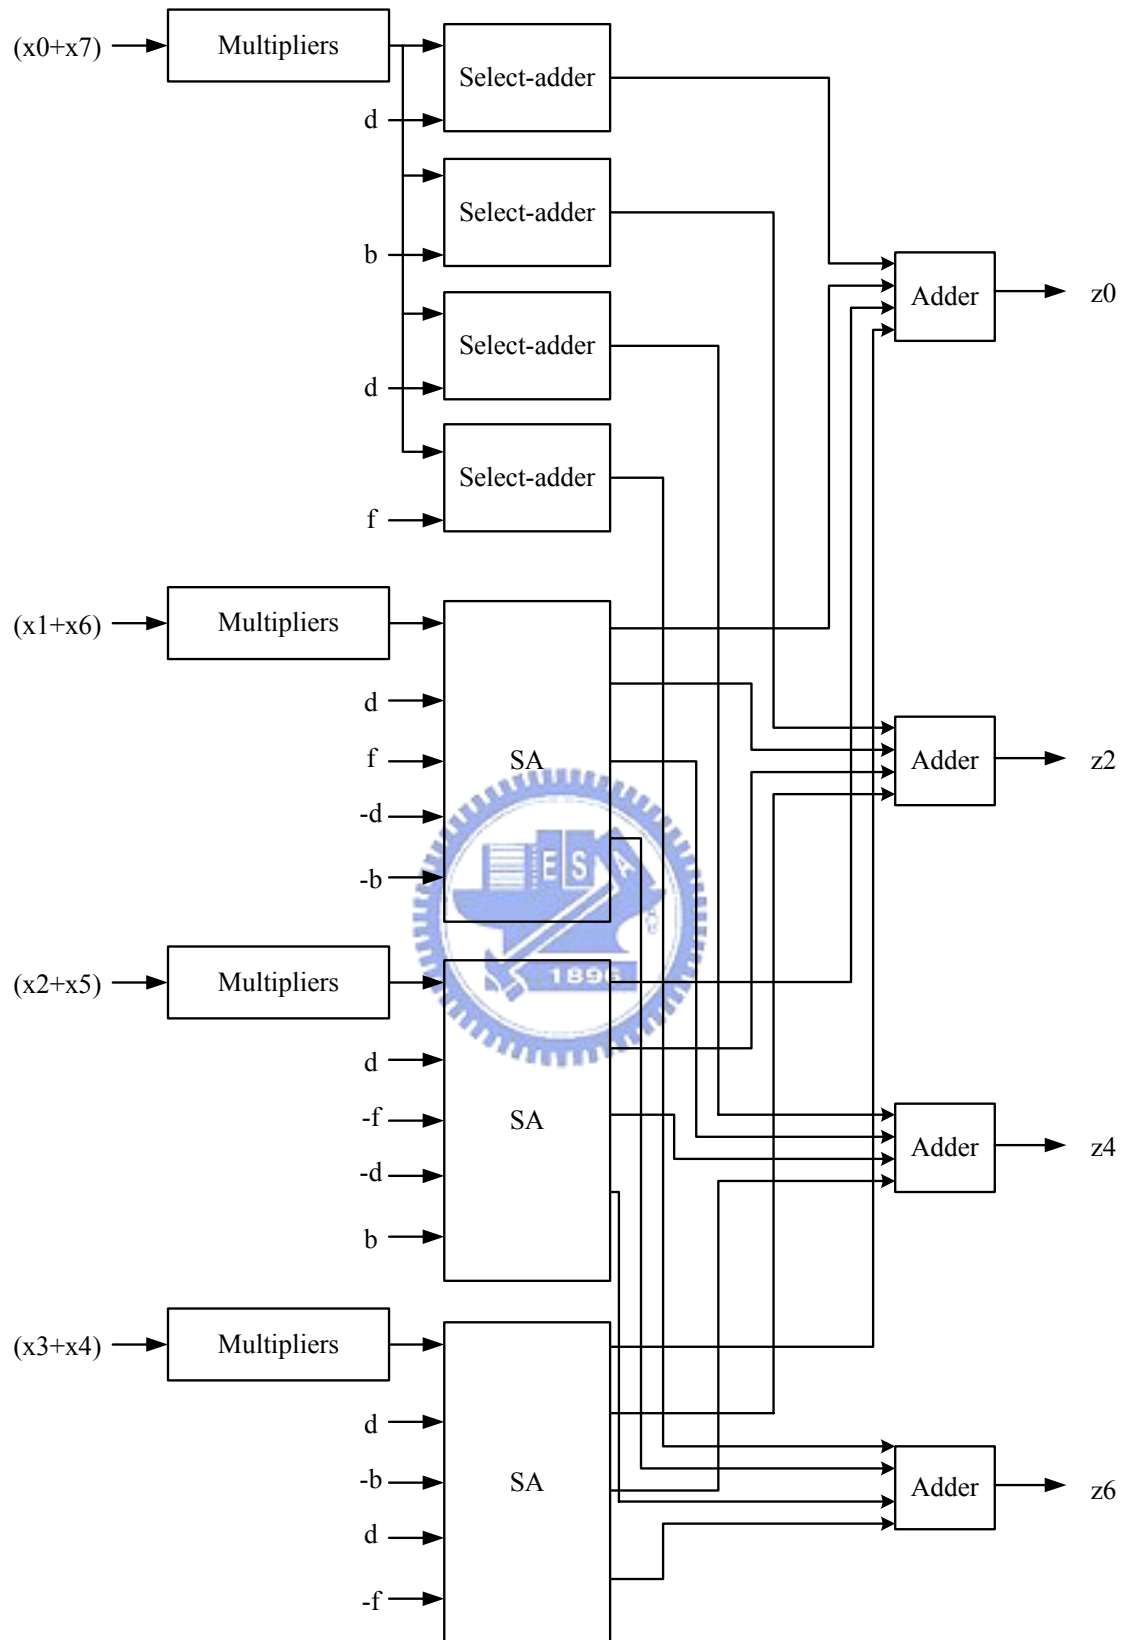 (x0+x7)
Multipliers
Select-adder
d
Select-adder
b
Select-adder
d
Select-adder
f
Adder
z0
(x1+x6)
Multipliers
d
f
SA
-d
-b
Adder
z2
ES
A
1896
(x2+x5)
Multipliers
d
-f
SA
-d
b
Adder
z4
(x3+x4)
Multipliers
d
-b
SA
d
-f
Adder
z6